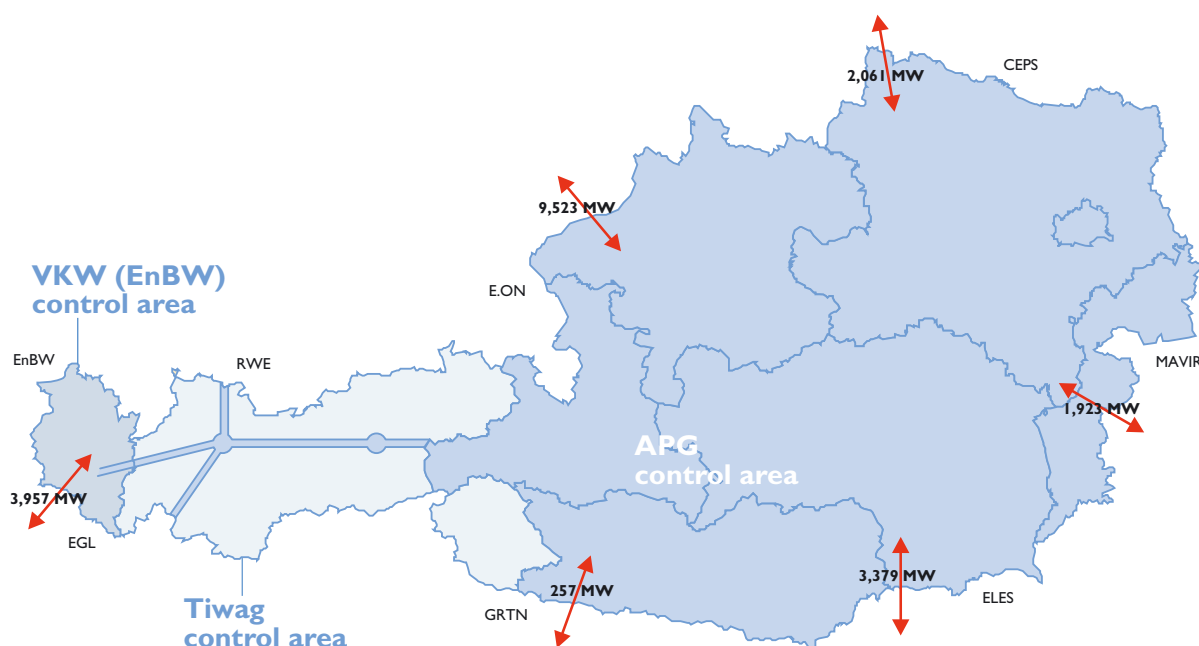 CEPS
2,061 MW
9,523 MW
VKW (EnBW)
control area
E.ON
EnBW
RWE
MAVIR
1,923 MW
APG
control area
3,957 MW
EGL
3,379 MW
257 MW
ELES
GRTN
Tiwag
control area